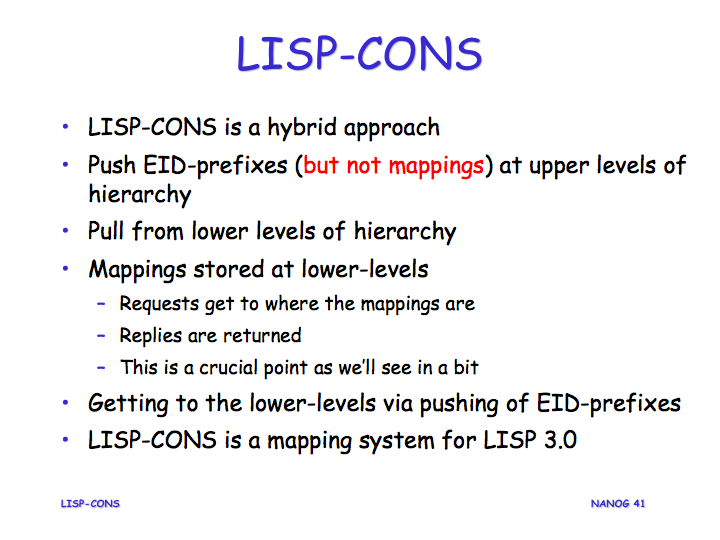 LISP-CONS
• LISP-CONS is a hybrid approach
• Push EID-prefixes (but not mappings) at upper levels of
hierarchy
• Pull from lower levels of hierarchy
• Mappings stored at lower-levels
– Requests get to where the mappings are
– Replies are returned
– This is a crucial point as we'll see in a bit
• Getting to the lower-levels via pushing of EID-prefixes
• LISP-CONS is a mapping system for LISP 3.0
LISP-CONS
NANOG 41